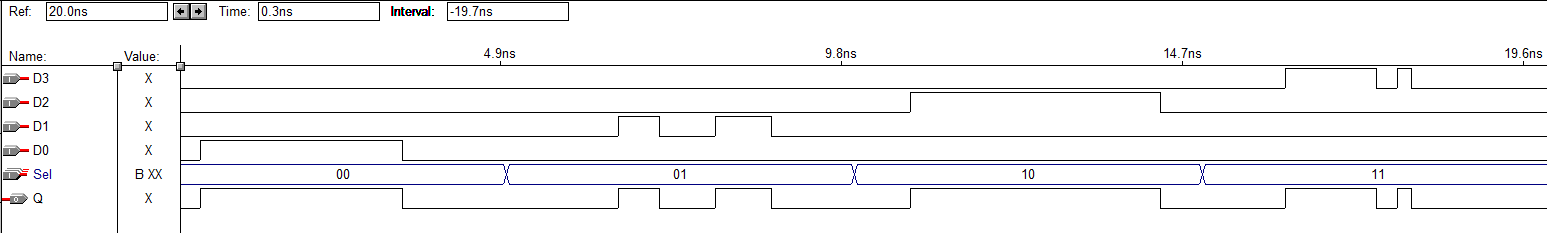 Ref: 20.0ns Time: 0.3ns Interval: -19.7ns
4.9ns 9.8ns 14.7ns 19.6ns
Name: Value:
D3 X
D2 X
D1 X
D0 X
Sel B XX 00 01 10 11
Q X